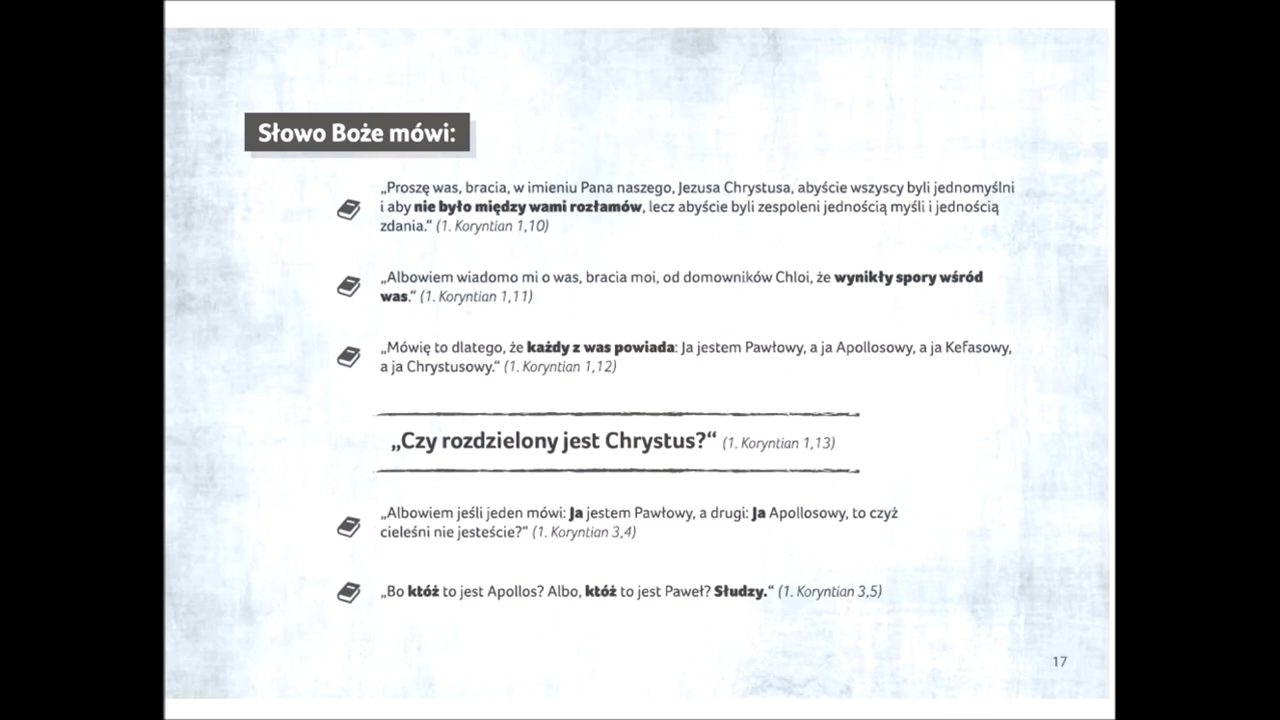 Słowo Boże mówi:
„Proszę was, bracia, w imieniu Pana naszego, Jezusa Chrystusa, abyście wszyscy byli jednomyślni
i aby nie było między wami rozłamów, lecz abyście byli zespoleni jednością myśli i jednością
zdania.“ (1. Koryntian 1,10)
„Albowiem wiadomo mi o was, bracia moi, od domowników Chloi, że wynikły spory wśród
was.“ (1. Koryntian 1,11)
„Mówię to dlatego, że każdy z was powiada: Ja jestem Pawłowy, a ja Apollosowy, a ja Kefasowy,
a ja Chrystusowy.“ (1. Koryntian 1,12)
„Czy rozdzielony jest Chrystus?“ (1. Koryntian 1,13)
„Albowiem jeśli jeden mówi: Ja jestem Pawłowy, a drugi: Ja Apollosowy, to czyż
cieleśni nie jesteście?“ (1. Koryntian 3,4)
„Bo któż to jest Apollos? Albo, któż to jest Paweł? Słudzy.“ (1. Koryntian 3,5)
17